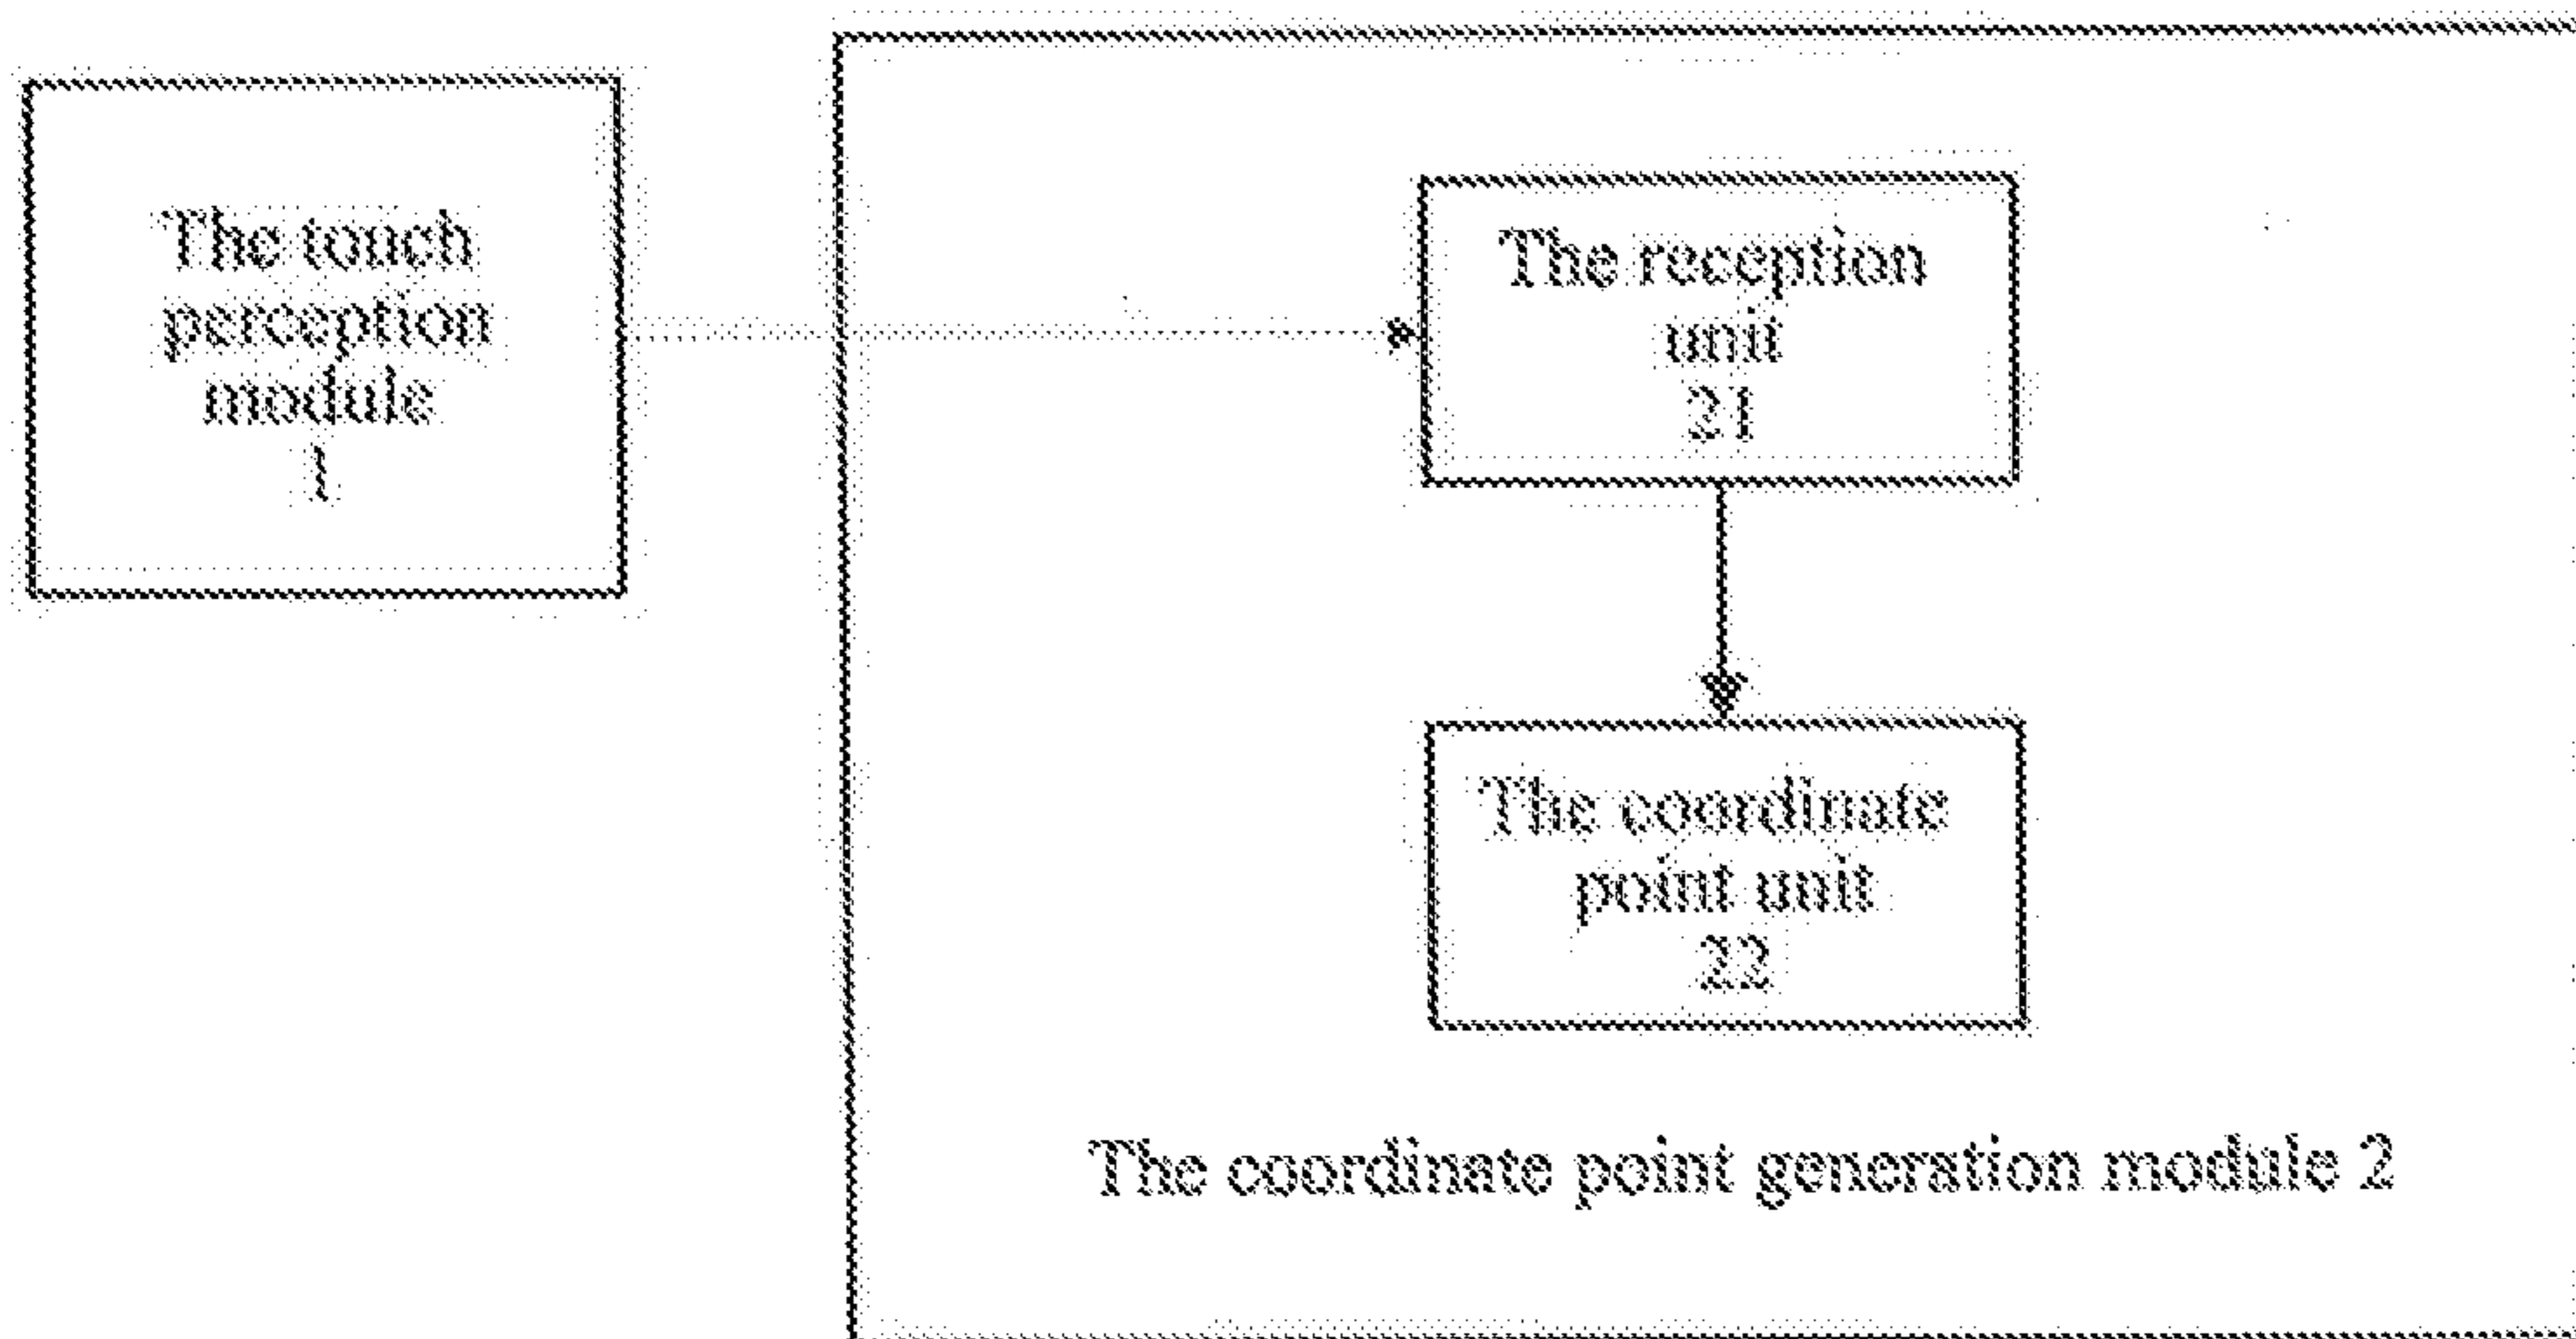 The touch
perception
module
1
The reception
unit
21
The coordinate
point unit
22
The coordinate point generation module 2